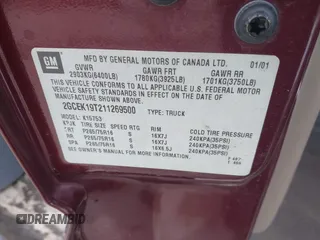 GM
MFD BY GENERAL MOTORS OF CANADA LTD. 01/01
GVWR GAWR FRT GAWR RR
2903KG(6400LB) 1780KG(3925LB) 1701KG(3750LB)
THIS VEHICLE CONFORMS TO ALL APPLICABLE U.S. FEDERAL
MOTOR VEHICLE SAFETY STANDARDS IN EFFECT ON THE DATE
OF MANUFACTURE SHOWN ABOVE.
2GCEK19T211269500 TYPE: TRUCK
MODEL: K15753
TIRE SIZE SPEED RTG RIM COLD TIRE PRESSURE
FRT P265/75R16 S 16X7J 240KPA(35PSI)
RR P265/75R16 S 16X7J 240KPA(35PSI)
SPA P265/75R16 S 16X6.5J 240KPA(35PSI)
SEE OWNER'S MANUAL FOR ADDITIONAL INFORMATION.
DREAMBID